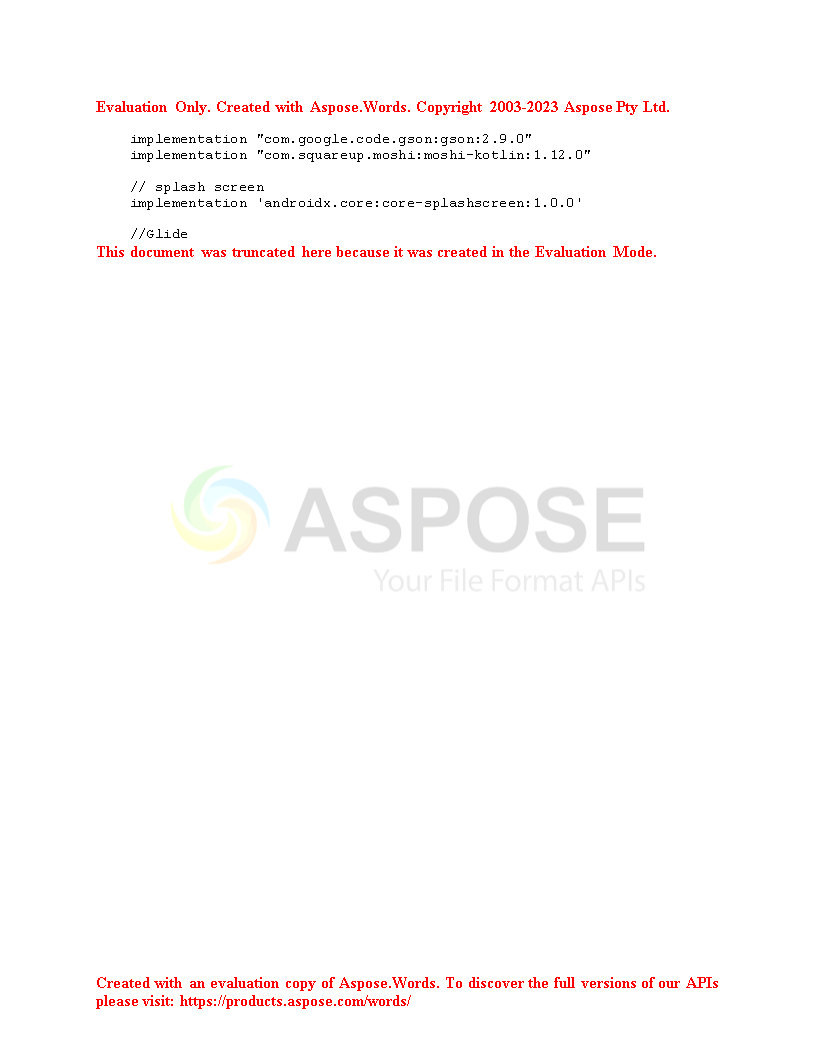 Evaluation Only. Created with Aspose.Words. Copyright 2003-2023 Aspose Pty Ltd.
implementation "com.google.code.gson:gson:2.9.0"
implementation "com.squareup.moshi:moshi-kotlin:1.12.0"
// splash screen
implementation 'androidx.core:core-splashscreen:1.0.0'
//Glide
This document was truncated here because it was created in the Evaluation Mode.
ASPOSE
Your File Format APIs
Created with an evaluation copy of Aspose.Words. To discover the full versions of our APIs
please visit: https://products.aspose.com/words/